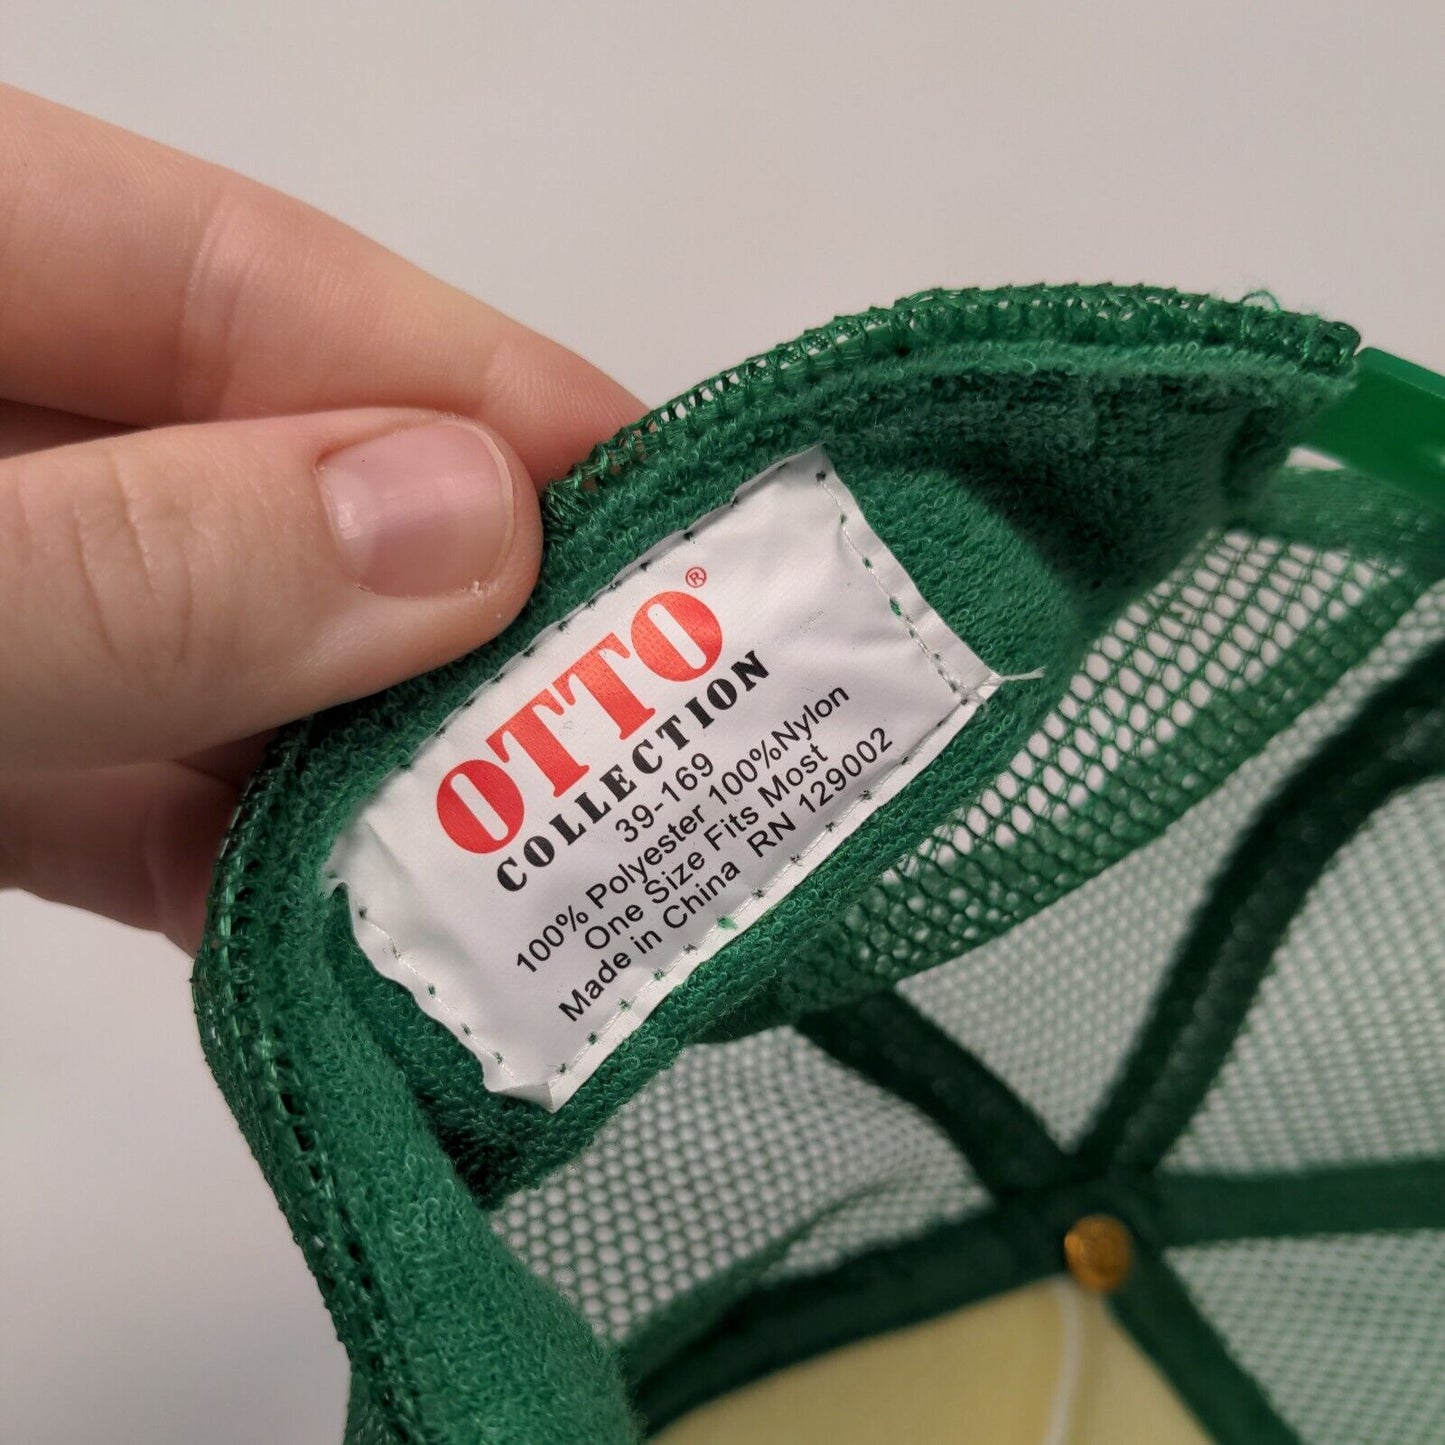 OTTO®
COLLECTION
39-169
100% Polyester 100%Nylon
One Size Fits Most
Made in China RN 129002